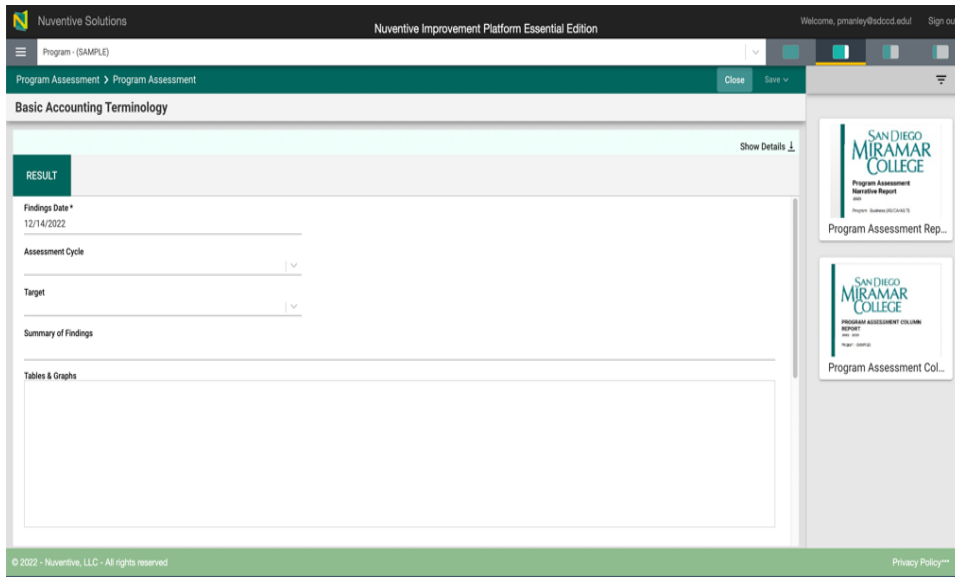 Nuventive Solutions
Nuventive Improvement Platform Essential Edition
Welcome, pmanley@sdccd.edu!
Sign ou
Program - (SAMPLE)
Program Assessment > Program Assessment
Close
Save
Basic Accounting Terminology
Show Details
RESULT
Findings Date *
12/14/2022
Assessment Cycle
Target
Summary of Findings
Tables & Graphs
SAN DIEGO
MIRAMAR
COLLEGE
Program Assessment
Narrative Report
Program Assessment Rep...
SAN DIEGO
MIRAMAR
COLLEGE
PROGRAM ASSESSMENT COLUMN
REPORT
Program Assessment Col...
© 2022 - Nuventive, LLC - All rights reserved
Privacy Policy